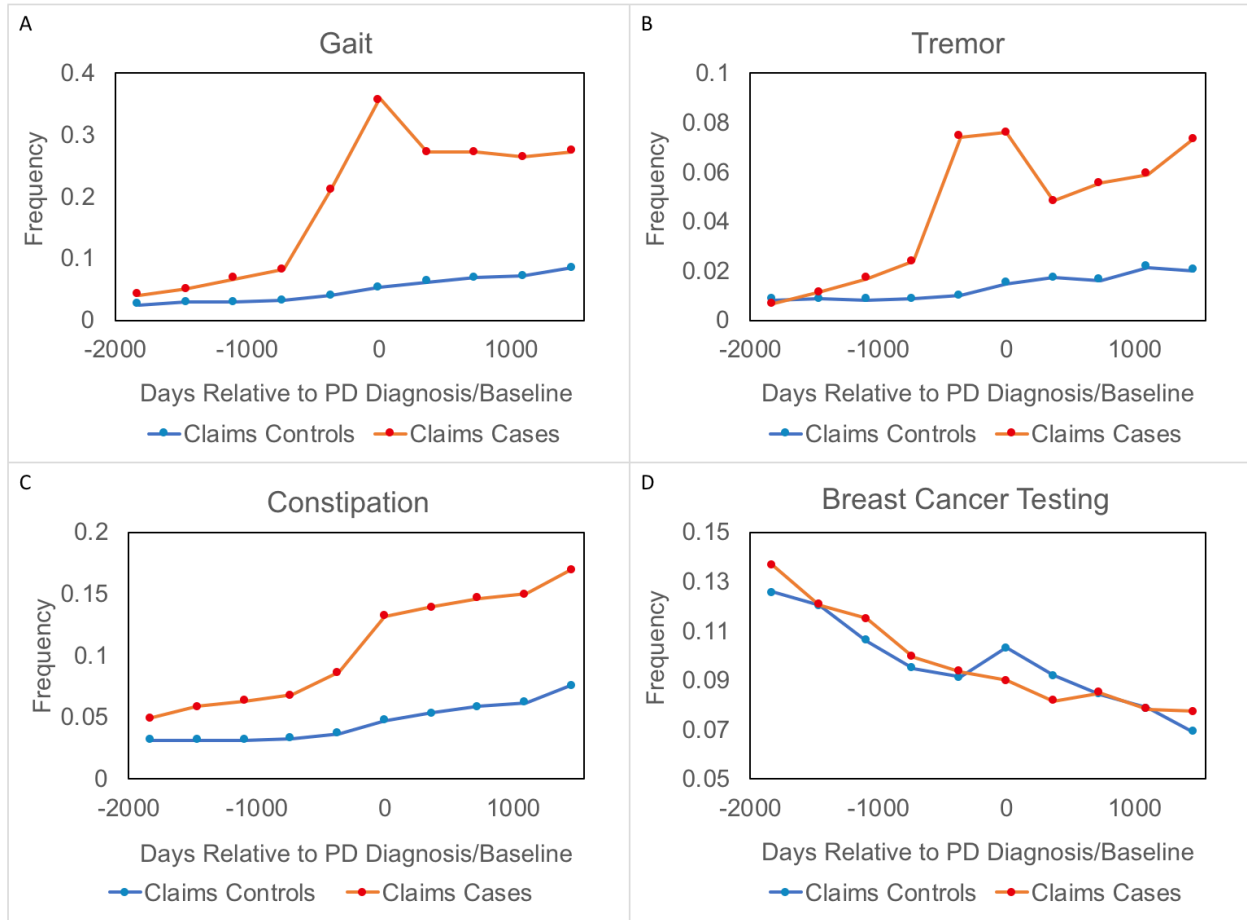 A
Gait
0.4
0.3
0.2
0.1
0
Frequency
-2000 -1000 0 1000
Days Relative to PD Diagnosis/Baseline
Claims Controls Claims Cases
B
Tremor
0.1
0.08
0.06
0.04
0.02
0
Frequency
-2000 -1000 0 1000
Days Relative to PD Diagnosis/Baseline
Claims Controls Claims Cases
C
Constipation
0.2
0.15
0.1
0.05
0
Frequency
-2000 -1000 0 1000
Days Relative to PD Diagnosis/Baseline
Claims Controls Claims Cases
D
Breast Cancer Testing
0.15
0.13
0.11
0.09
0.07
0.05
Frequency
-2000 -1000 0 1000
Days Relative to PD Diagnosis/Baseline
Claims Controls Claims Cases